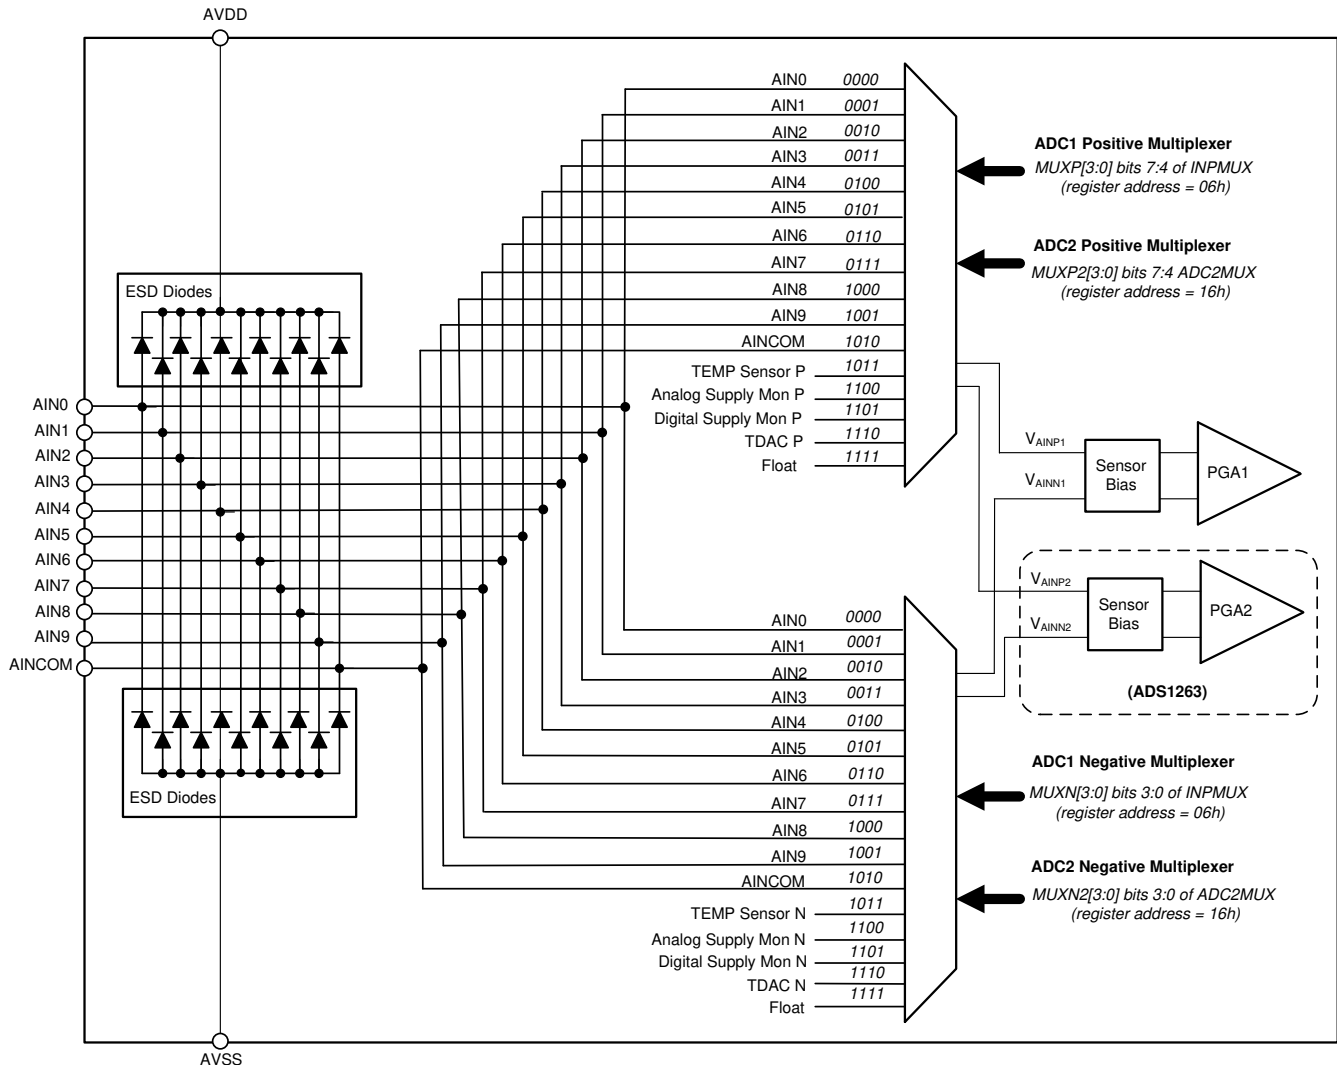 AVDD
AIN0 0000
AIN1 0001
AIN2 0010
AIN3 0011
AIN4 0100
AIN5 0101
AIN6 0110
AIN7 0111
AIN8 1000
AIN9 1001
AINCOM 1010
TEMP Sensor P 1011
Analog Supply Mon P 1100
Digital Supply Mon P 1101
TDAC P 1110
Float 1111
ADC1 Positive Multiplexer
MUXP[3:0] bits 7:4 of INPMUX
(register address = 06h)
ADC2 Positive Multiplexer
MUXP2[3:0] bits 7:4 ADC2MUX
(register address = 16h)
ESD Diodes
AIN0
AIN1
AIN2
AIN3
AIN4
AIN5
AIN6
AIN7
AIN8
AIN9
AINCOM
ESD Diodes
VAINP1
VAINN1
Sensor
Bias
PGA1
VAINP2
VAINN2
Sensor
Bias
PGA2
(ADS1263)
AIN0 0000
AIN1 0001
AIN2 0010
AIN3 0011
AIN4 0100
AIN5 0101
AIN6 0110
AIN7 0111
AIN8 1000
AIN9 1001
AINCOM 1010
TEMP Sensor N 1011
Analog Supply Mon N 1100
Digital Supply Mon N 1101
TDAC N 1110
Float 1111
ADC1 Negative Multiplexer
MUXN[3:0] bits 3:0 of INPMUX
(register address = 06h)
ADC2 Negative Multiplexer
MUXN2[3:0] bits 3:0 of ADC2MUX
(register address = 16h)
AVSS